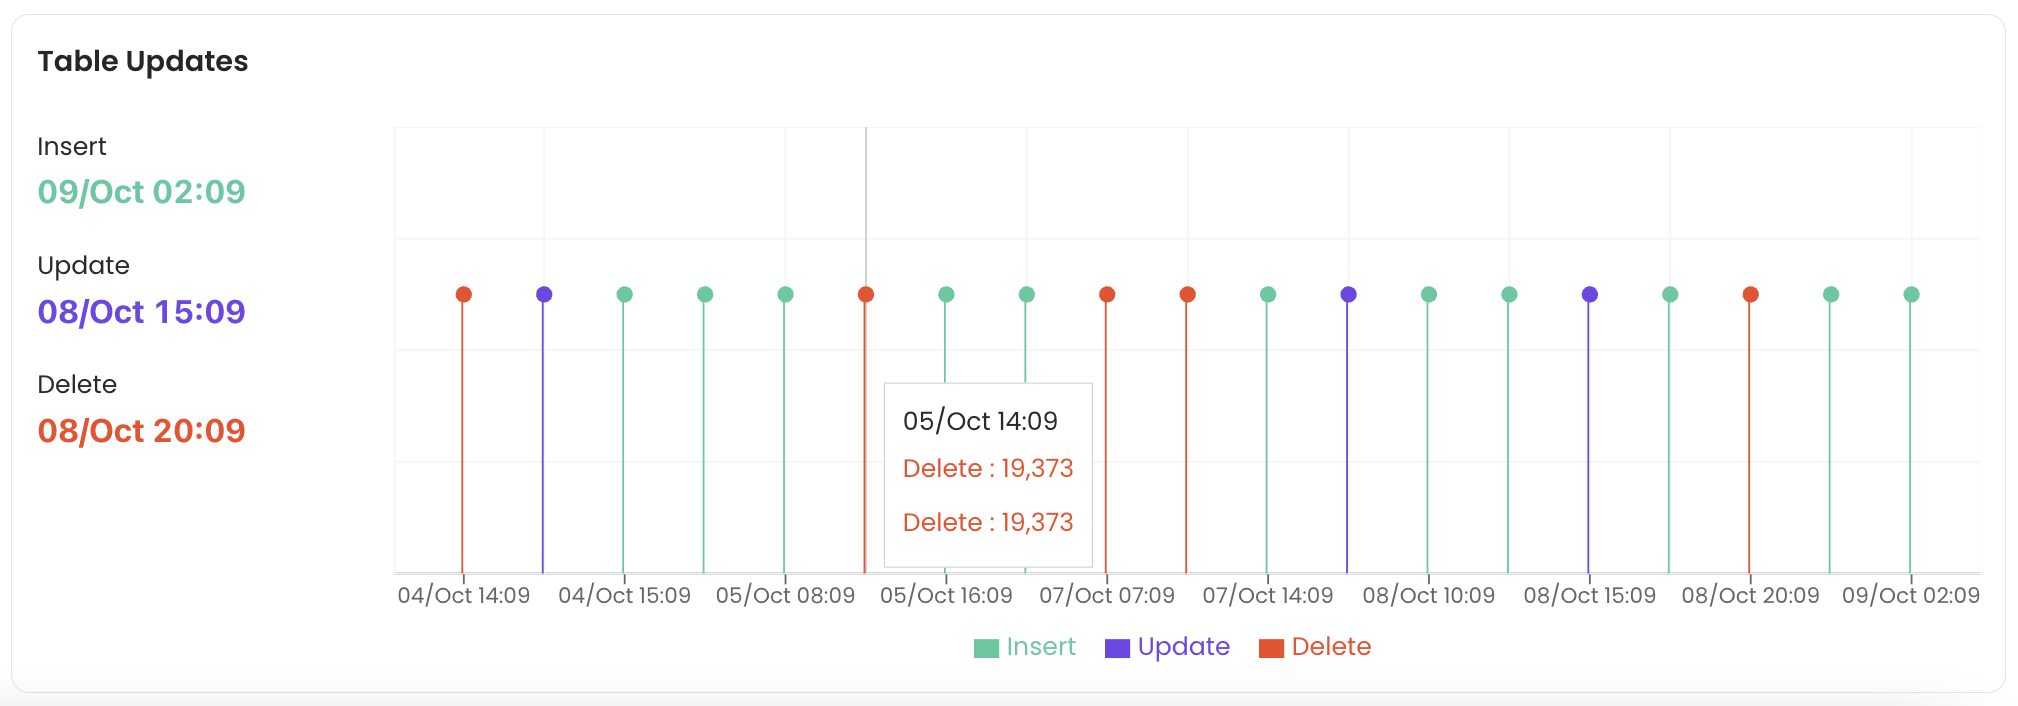 Table Updates
Insert
09/Oct 02:09
Update
08/Oct 15:09
Delete
08/Oct 20:09
05/Oct 14:09
Delete : 19,373
Delete : 19,373
04/Oct 14:09 04/Oct 15:09 05/Oct 08:09 05/Oct 16:09 07/Oct 07:09 07/Oct 14:09 08/Oct 10:09 08/Oct 15:09 08/Oct 20:09 09/Oct 02:09
Insert Update Delete